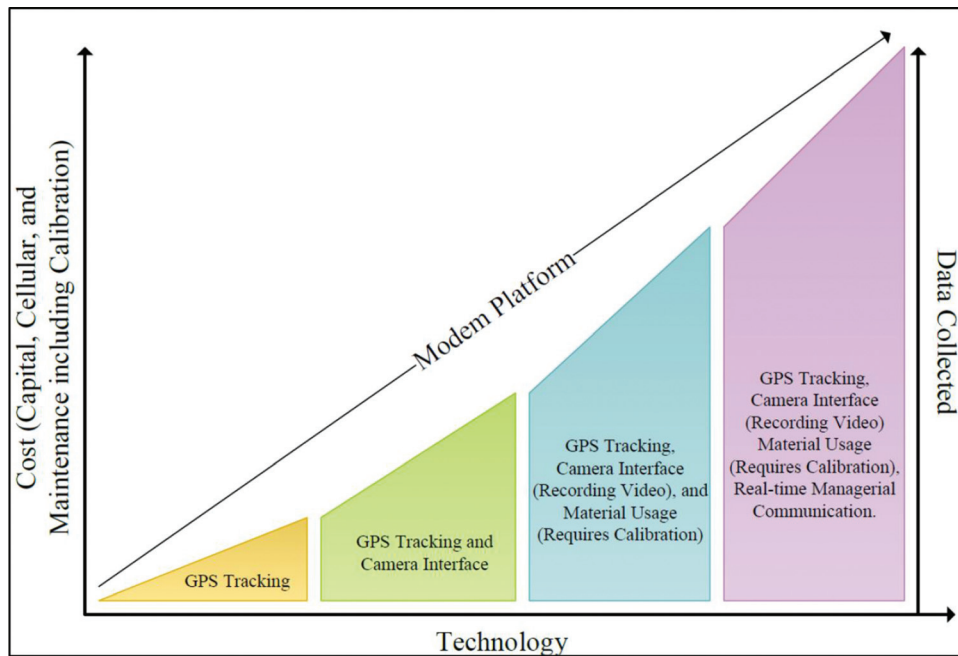 Cost (Capital, Cellular, and
Maintenance including Calibration)
Modem Platform
GPS Tracking
GPS Tracking and
Camera Interface
GPS Tracking,
Camera Interface
(Recording Video), and
Material Usage
(Requires Calibration)
GPS Tracking,
Camera Interface
(Recording Video)
Material Usage
(Requires Calibration),
Real-time Managerial
Communication.
Data Collected
Technology